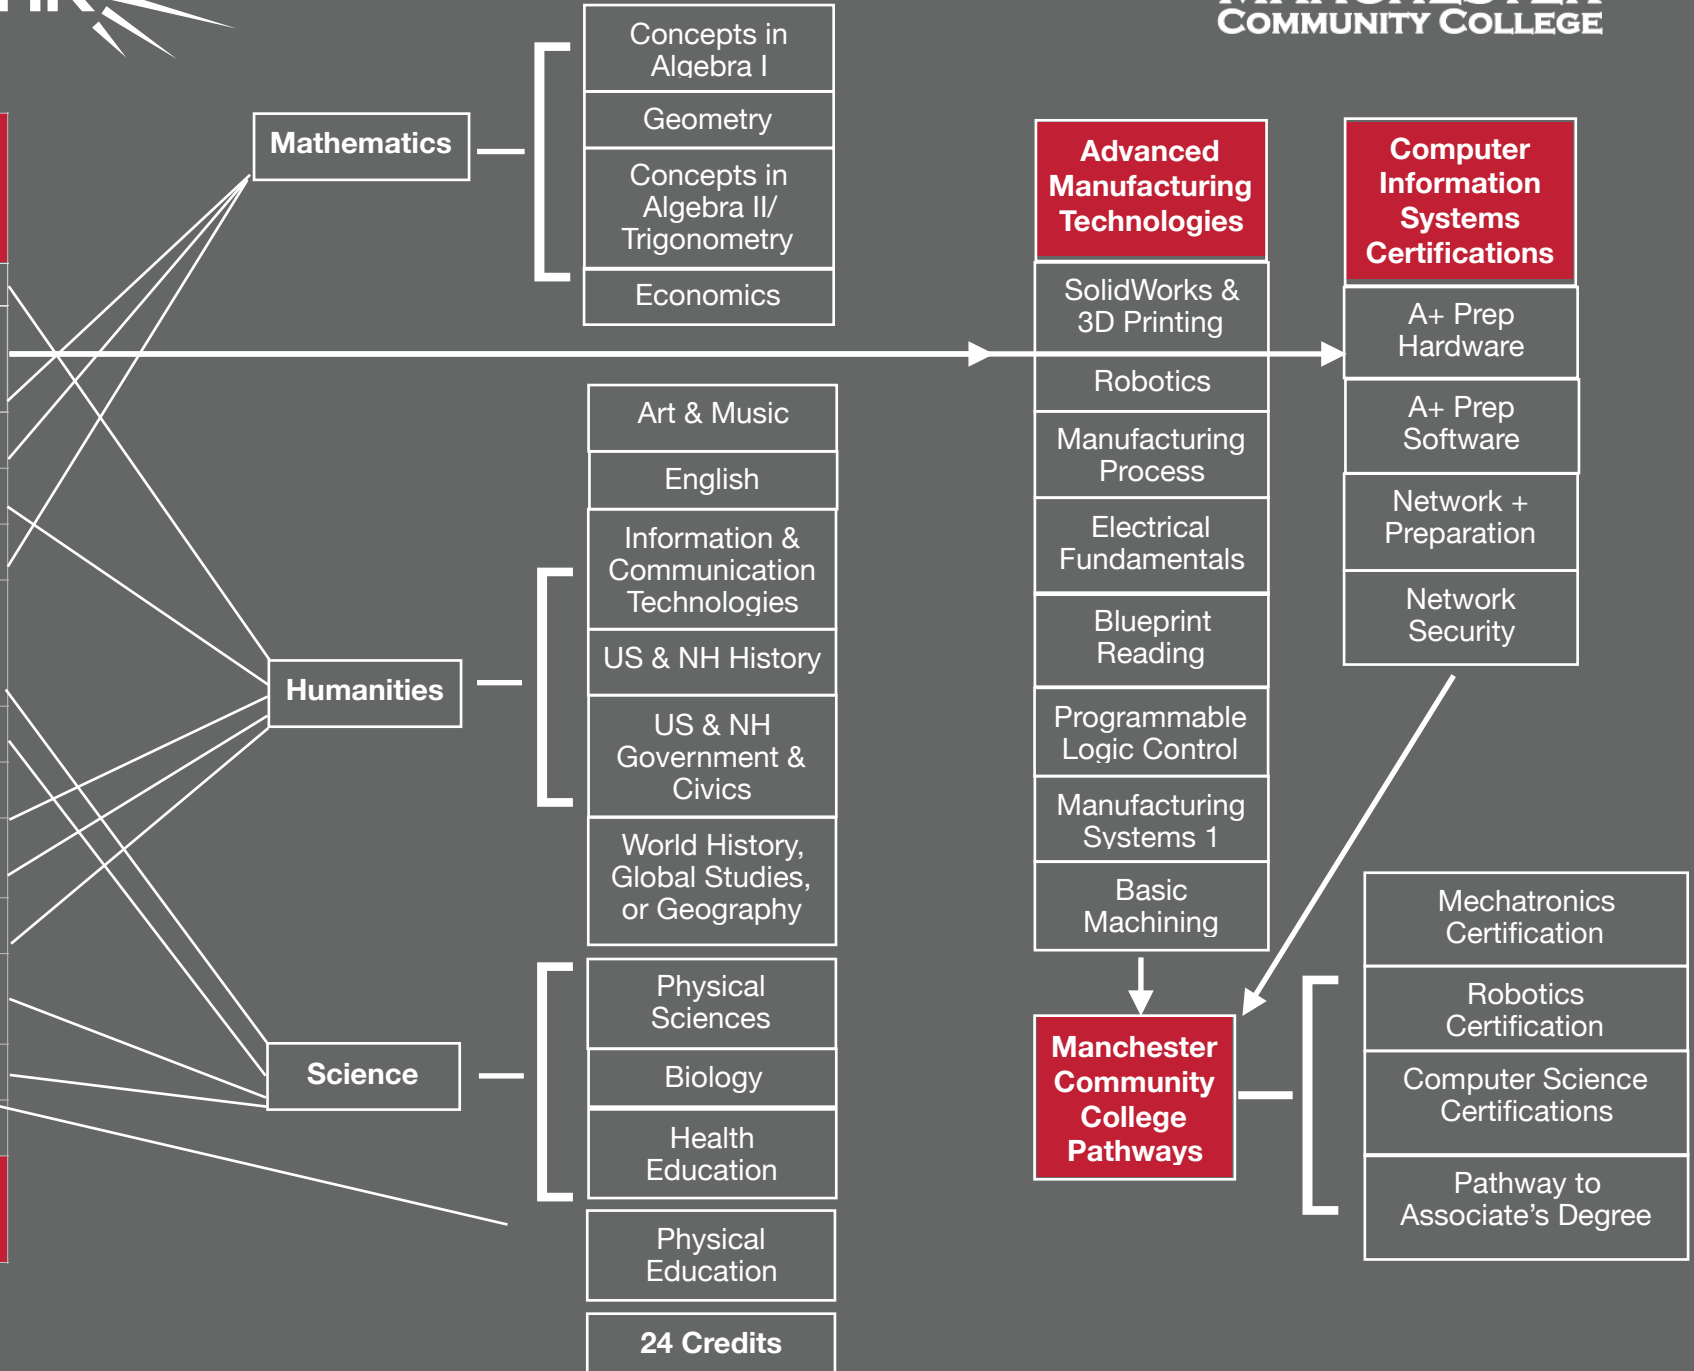 COMMUNITY COLLEGE
Mathematics
Concepts in
Algebra I
Geometry
Concepts in
Algebra II/
Trigonometry
Economics
Humanities
Art & Music
English
Information &
Communication
Technologies
US & NH History
US & NH
Government &
Civics
World History,
Global Studies,
or Geography
Science
Physical
Sciences
Biology
Health
Education
Physical
Education
24 Credits
Advanced
Manufacturing
Technologies
SolidWorks &
3D Printing
Robotics
Manufacturing
Process
Electrical
Fundamentals
Blueprint
Reading
Programmable
Logic Control
Manufacturing
Systems 1
Basic
Machining
Computer
Information
Systems
Certifications
A+ Prep
Hardware
A+ Prep
Software
Network +
Preparation
Network
Security
Manchester
Community
College
Pathways
Mechatronics
Certification
Robotics
Certification
Computer Science
Certifications
Pathway to
Associate's Degree